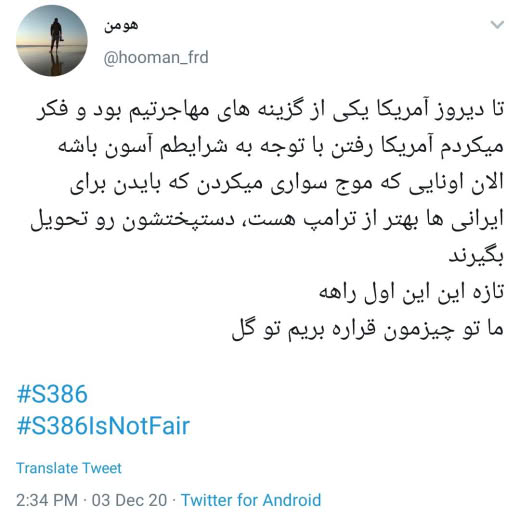 هومن
@hooman_frd
تا دیروز آمریکا یکی از گزینه های مهاجرتیم بود و فکر
میکردم آمریکا رفتن با توجه به شرایطم آسون باشه
الان اونایی که موج سواری میکردن که بایدن برای
ایرانی ها بهتر از ترامپ هست، دستپختشون رو تحویل
بگیرند
تازه این این اول راهه
ما تو چیزمون قراره بریم تو گل
#S386
#S386IsNotFair
Translate Tweet
2:34 PM · 03 Dec 20 · Twitter for Android